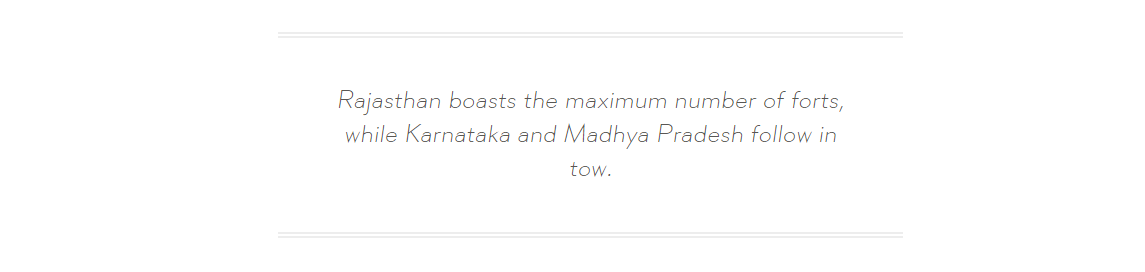 Rajasthan boasts the maximum number of forts,
while Karnataka and Madhya Pradesh follow in
tow.